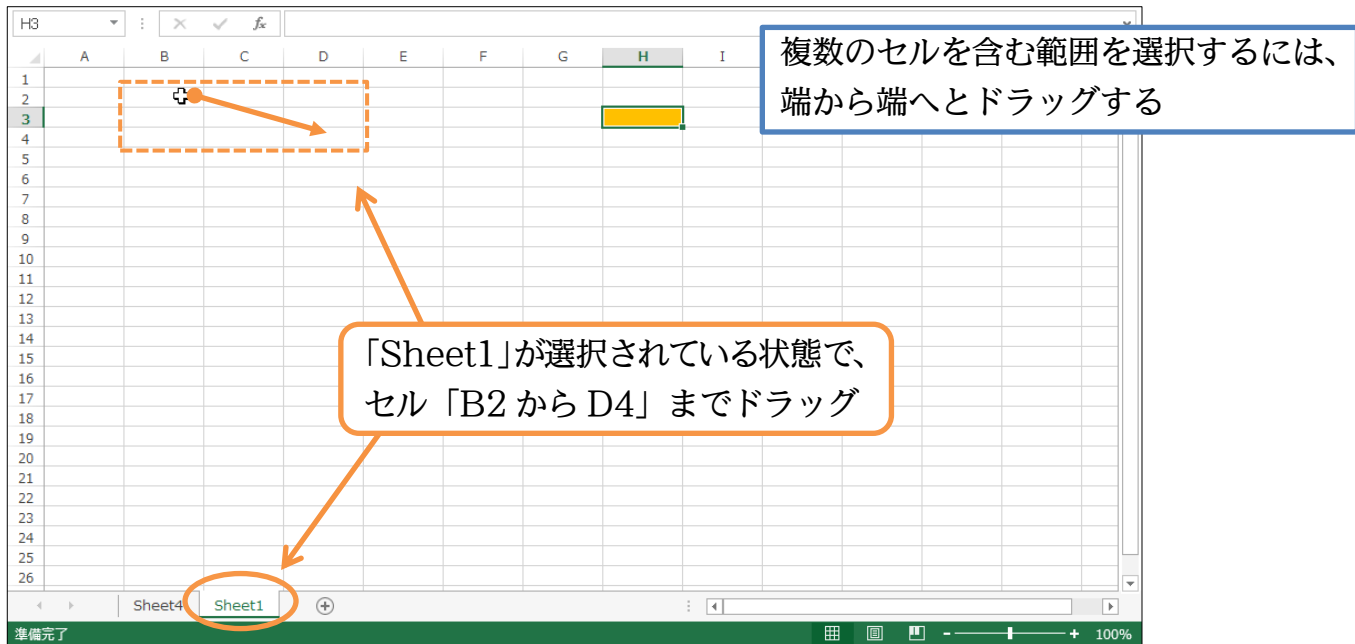 H3
fx
複数のセルを含む範囲を選択するには、
端から端へとドラッグする
A B C D E F G H I
1
2
3
4
5
6
7
8
9
10
11
12
13
14
15
16
17
18
19
20
21
22
23
24
25
26
「Sheet1」が選択されている状態で、
セル「B2 から D4」までドラッグ
Sheet4 Sheet1
準備完了 100%